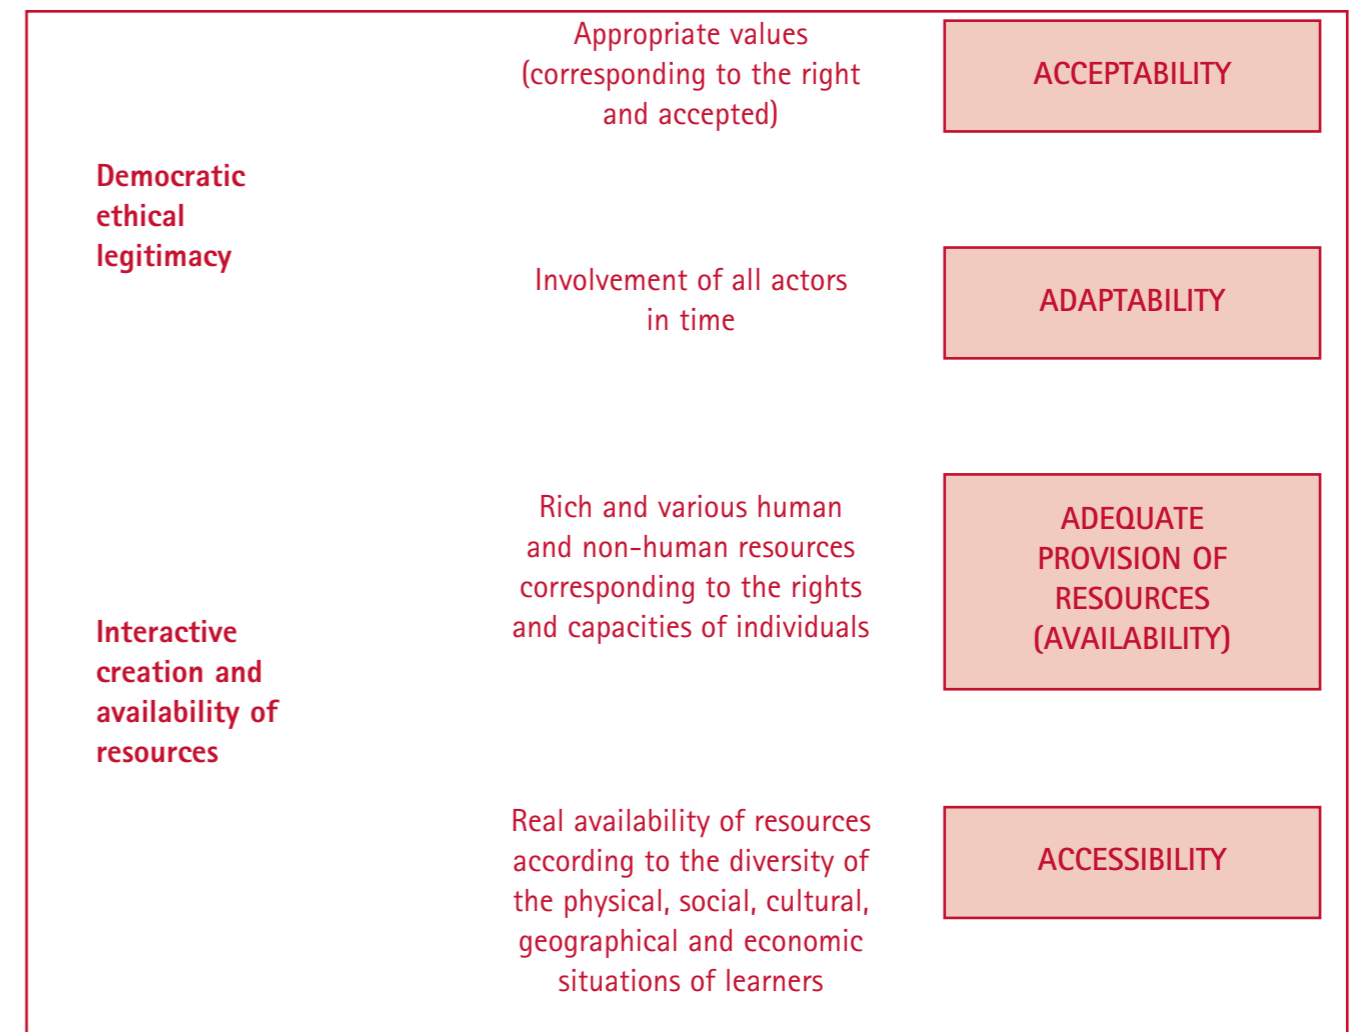 Appropriate values
(corresponding to the right
and accepted)
ACCEPTABILITY
Democratic
ethical
legitimacy
Involvement of all actors
in time
ADAPTABILITY
Rich and various human
and non-human resources
corresponding to the rights
and capacities of individuals
ADEQUATE
PROVISION OF
RESOURCES
(AVAILABILITY)
Interactive
creation and
availability of
resources
Real availability of resources
according to the diversity of
the physical, social, cultural,
geographical and economic
situations of learners
ACCESSIBILITY